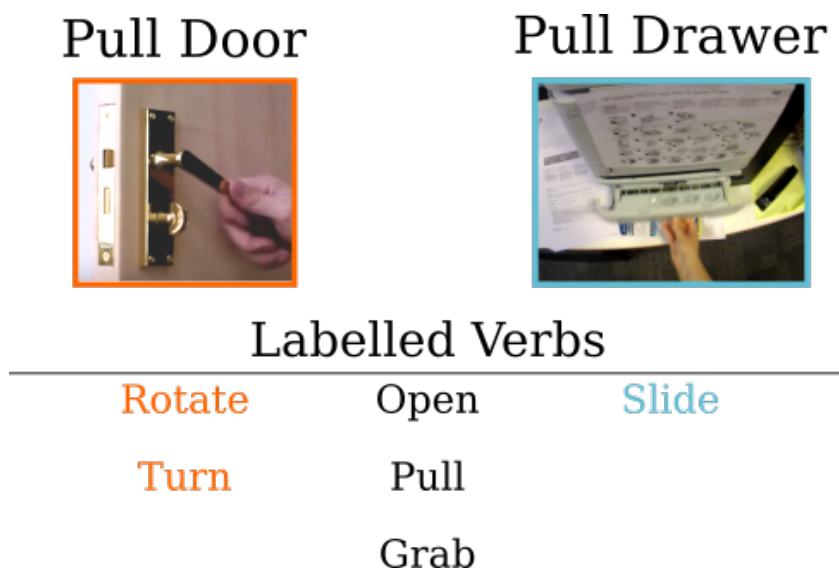 Pull Door Pull Drawer
Labelled Verbs
Rotate Open Slide
Turn Pull
Grab